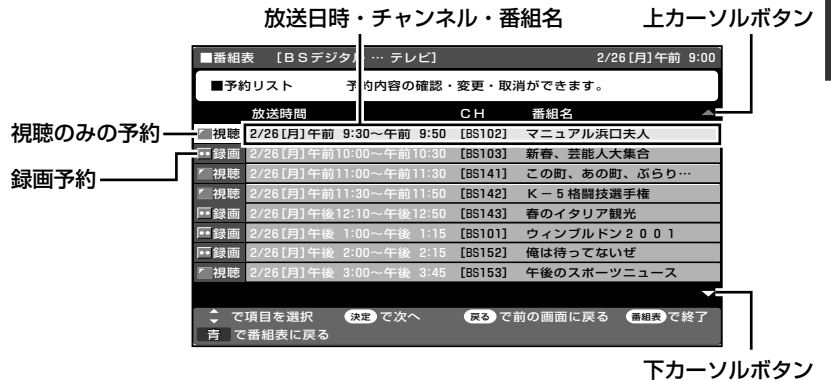 放送日時・チャンネル・番組名
上カーソルボタン
■番組表 [BSデジタル … テレビ] 2/26[月]午前 9:00
■予約リスト 予約内容の確認・変更・取消ができます。
放送時間 CH 番組名
視聴のみの予約
視聴 2/26[月]午前 9:30〜午前 9:50 [BS102] マニュアル浜口夫人
録画 2/26[月]午前10:00〜午前10:30 [BS103] 新春、芸能人大集合
録画予約
視聴 2/26[月]午前11:00〜午前11:30 [BS141] この町、あの町、ぶらり…
視聴 2/26[月]午前11:30〜午前11:50 [BS142] K−5格闘技選手権
録画 2/26[月]午後12:10〜午後12:50 [BS143] 春のイタリア観光
録画 2/26[月]午後 1:00〜午後 1:15 [BS101] ウィンブルドン2001
録画 2/26[月]午後 2:00〜午後 2:15 [BS152] 俺は待ってないぜ
視聴 2/26[月]午後 3:00〜午後 3:45 [BS153] 午後のスポーツニュース
で項目を選択 決定 で次へ 戻る で前の画面に戻る 番組表 で終了
青 で番組表に戻る
下カーソルボタン